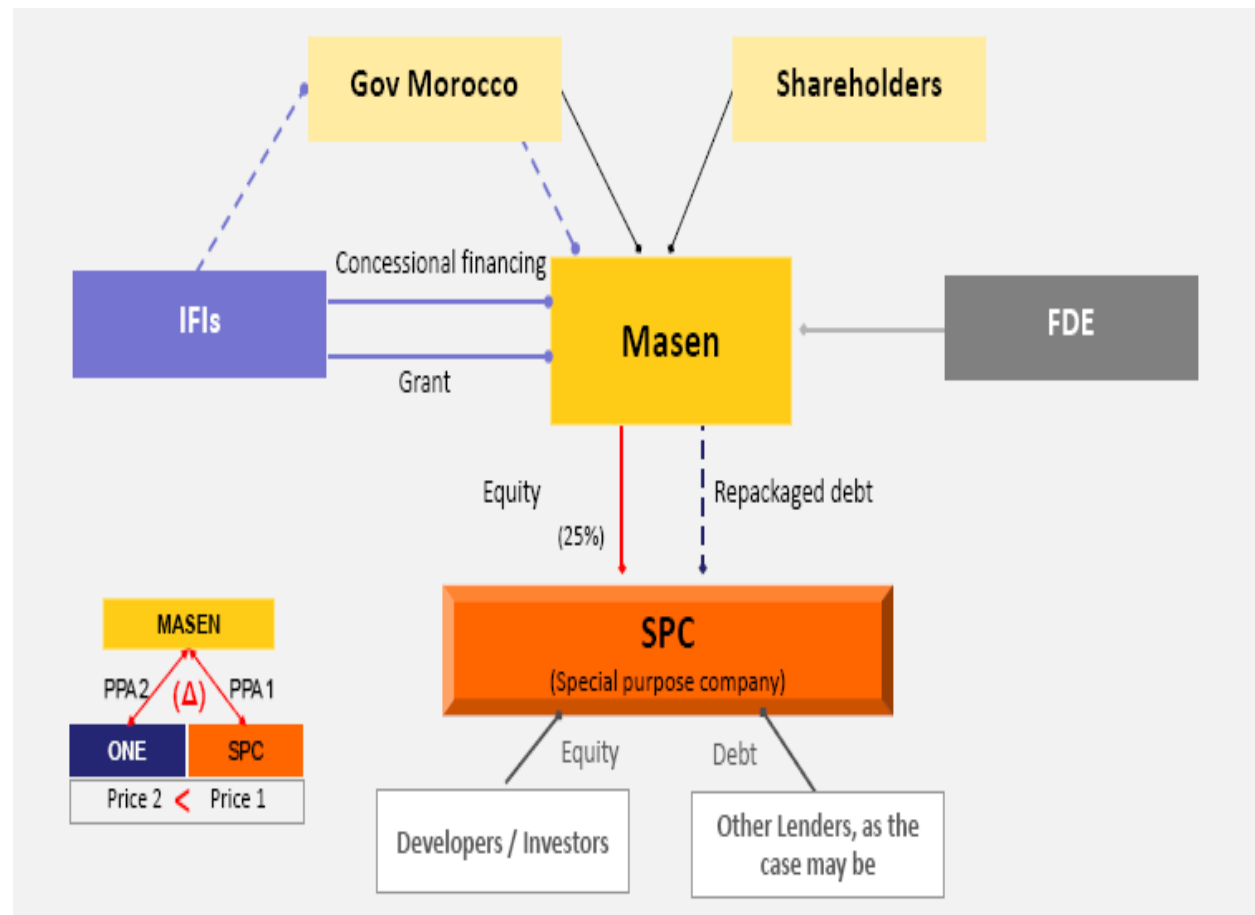 Gov Morocco
Shareholders
Concessional financing
IFIs
Grant
Masen
FDE
Equity
(25%)
Repackaged debt
SPC
(Special purpose company)
MASEN
PPA 2
(Δ)
PPA 1
ONE
SPC
Price 2 < Price 1
Equity
Debt
Developers / Investors
Other Lenders, as the
case may be